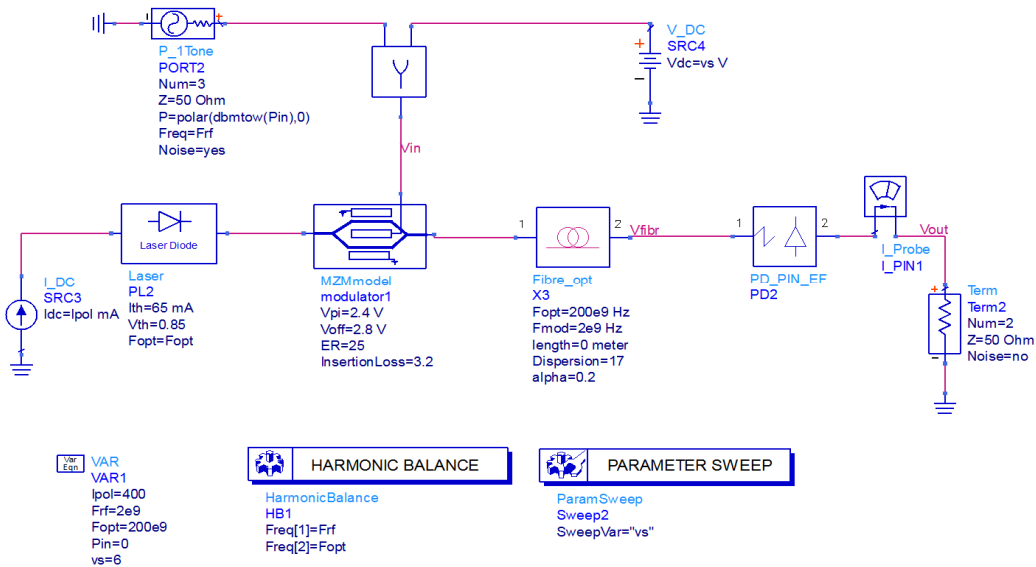 1
+
P_1Tone
PORT2
Num=3
Z=50 Ohm
P=polar(dbmtow(Pin),0)
Freq=Frf
Noise=yes
+
-
V_DC
SRC4
Vdc=vs V
Vin
Laser Diode
Laser
PL2
Ith=65 mA
Vth=0.85
Fopt=Fopt
I_DC
SRC3
Idc=Ipol mA
MZMmodel
modulator1
Vpi=2.4 V
Voff=2.8 V
ER=25
InsertionLoss=3.2
1
2
Fibre_opt
X3
Fopt=200e9 Hz
Fmod=2e9 Hz
length=0 meter
Dispersion=17
alpha=0.2
Vfibr
1
2
PD_PIN_EF
PD2
I_Probe
I_PIN1
Vout
+
-
Term
Term2
Num=2
Z=50 Ohm
Noise=no
Var
Eqn
VAR
VAR1
Ipol=400
Frf=2e9
Fopt=200e9
Pin=0
vs=6
HARMONIC BALANCE
HarmonicBalance
HB1
Freq[1]=Frf
Freq[2]=Fopt
PARAMETER SWEEP
ParamSweep
Sweep2
SweepVar="vs"